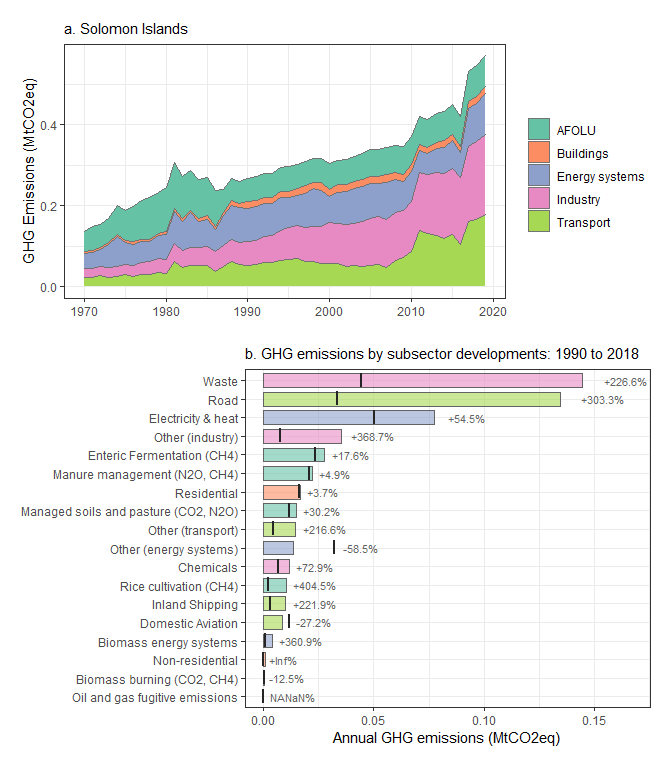 a. Solomon Islands
GHG Emissions (MtCO2eq)
0.4
0.2
0.0
1970
1980
1990
2000
2010
2020
AFOLU
Buildings
Energy systems
Industry
Transport
b. GHG emissions by subsector developments: 1990 to 2018
Waste +226.6%
Road +303.3%
Electricity & heat +54.5%
Other (industry) +368.7%
Enteric Fermentation (CH4) +17.6%
Manure management (N2O, CH4) +4.9%
Residential +3.7%
Managed soils and pasture (CO2, N2O) +30.2%
Other (transport) +216.6%
Other (energy systems) -58.5%
Chemicals +72.9%
Rice cultivation (CH4) +404.5%
Inland Shipping +221.9%
Domestic Aviation -27.2%
Biomass energy systems +360.9%
Non-residential +Inf%
Biomass burning (CO2, CH4) -12.5%
Oil and gas fugitive emissions NANaN%
0.00
0.05
0.10
0.15
Annual GHG emissions (MtCO2eq)